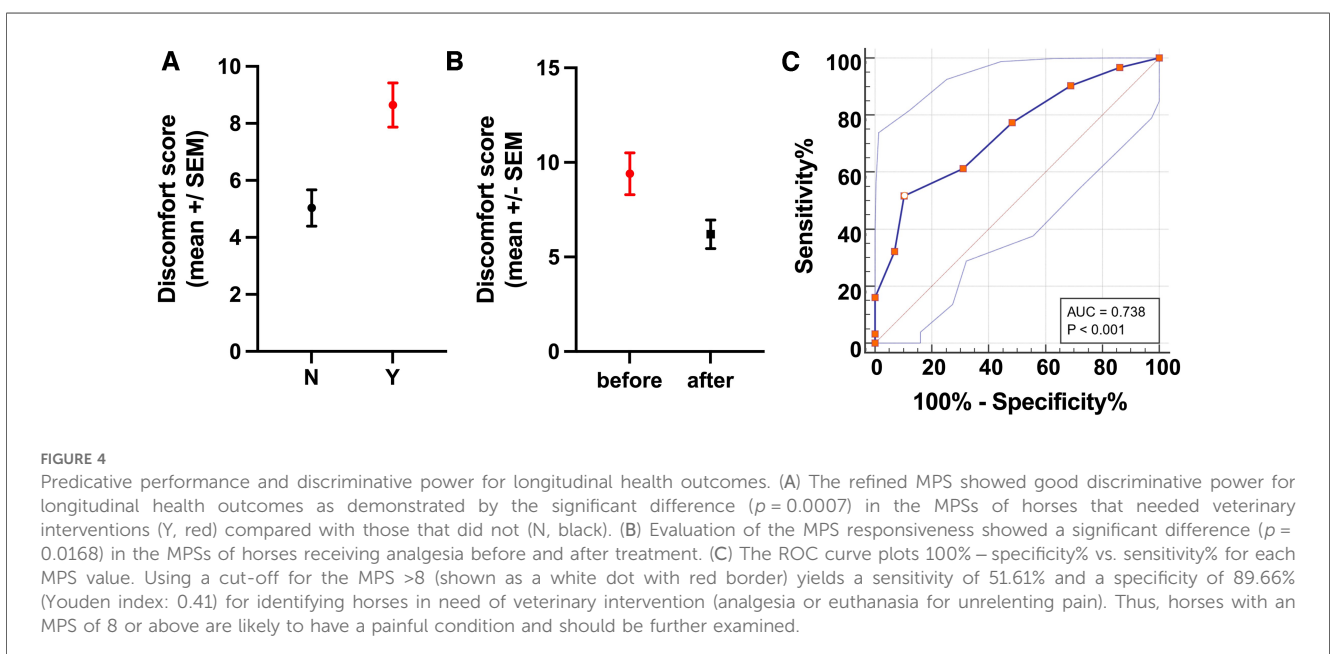 A
Discomfort score
(mean +/ SEM)
10
8
6
4
2
0
N Y
B
Discomfort score
(mean +/- SEM
15
10
5
0
before after
C
Sensitivity%
100
80
60
40
20
0
AUC = 0.738
P < 0.001
0 20 40 60 80 100
100% - Specificity%
FIGURE 4
Predicative performance and discriminative power for longitudinal health outcomes. (A) The refined MPS showed good discriminative power for
longitudinal health outcomes as demonstrated by the significant difference (p = 0.0007) in the MPSs of horses that needed veterinary
interventions (Y, red) compared with those that did not (N, black). (B) Evaluation of the MPS responsiveness showed a significant difference (p =
0.0168) in the MPSs of horses receiving analgesia before and after treatment. (C) The ROC curve plots 100% – specificity% vs. sensitivity% for each
MPS value. Using a cut-off for the MPS >8 (shown as a white dot with red border) yields a sensitivity of 51.61% and a specificity of 89.66%
(Youden index: 0.41) for identifying horses in need of veterinary intervention (analgesia or euthanasia for unrelenting pain). Thus, horses with an
MPS of 8 or above are likely to have a painful condition and should be further examined.